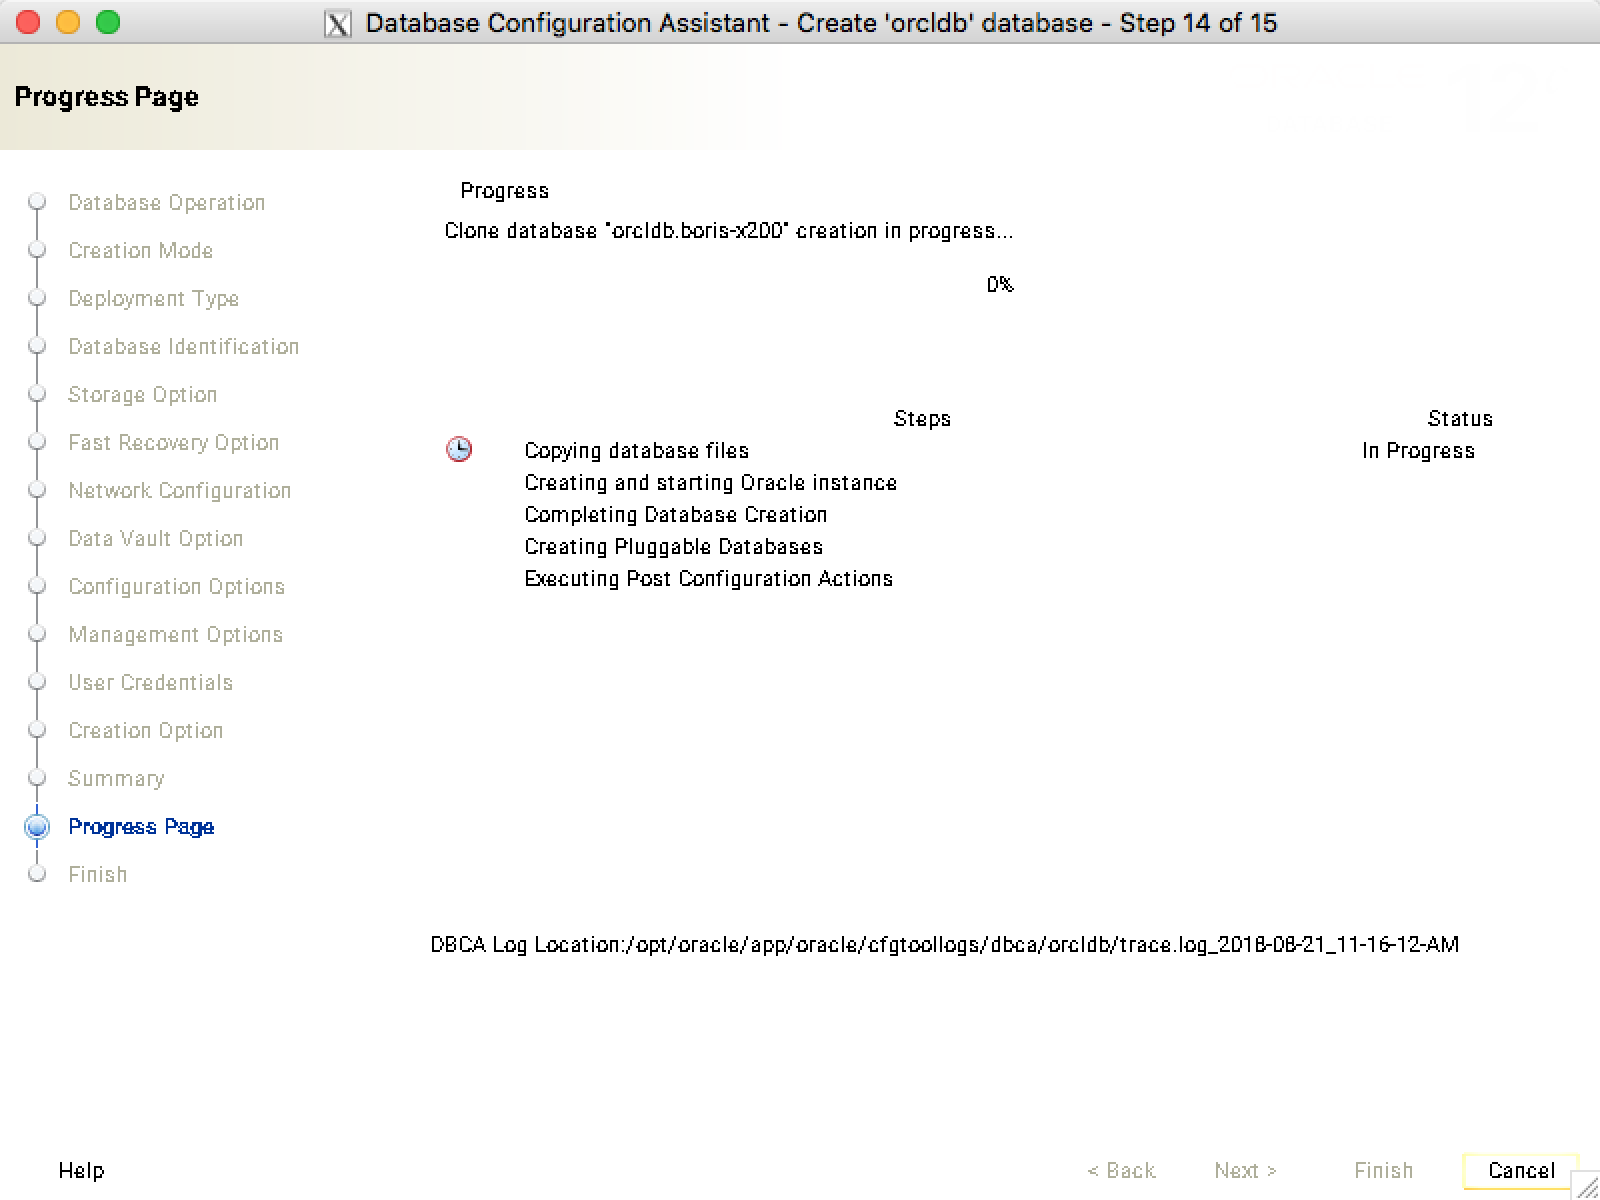 Database Configuration Assistant - Create 'orcldb' database - Step 14 of 15
Progress Page
Database Operation
Creation Mode
Deployment Type
Database Identification
Storage Option
Fast Recovery Option
Network Configuration
Data Vault Option
Configuration Options
Management Options
User Credentials
Creation Option
Summary
Progress Page
Finish
Progress
Clone database "orcldb.boris-x200" creation in progress...
0%
Steps Status
Copying database files In Progress
Creating and starting Oracle instance
Completing Database Creation
Creating Pluggable Databases
Executing Post Configuration Actions
DBCA Log Location:/opt/oracle/app/oracle/cfgtoollogs/dbca/orcldb/trace.log_2018-08-21_11-16-12-AM
Help < Back Next > Finish Cancel